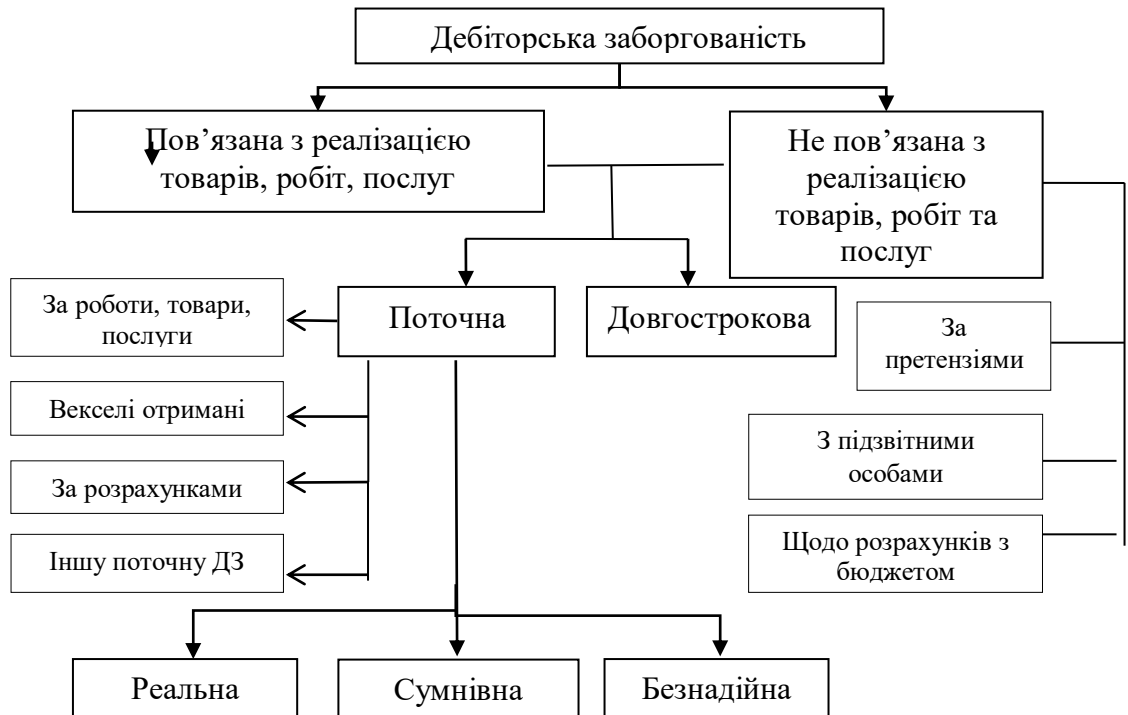 Дебіторська заборгованість
Пов’язана з реалізацією
товарів, робіт, послуг
Не пов’язана з
реалізацією
товарів, робіт та
послуг
За роботи, товари,
послуги
Поточна
Довгострокова
За
претензіями
Векселі отримані
З підзвітними
особами
За розрахунками
Іншу поточну ДЗ
Щодо розрахунків з
бюджетом
Реальна
Сумнівна
Безнадійна